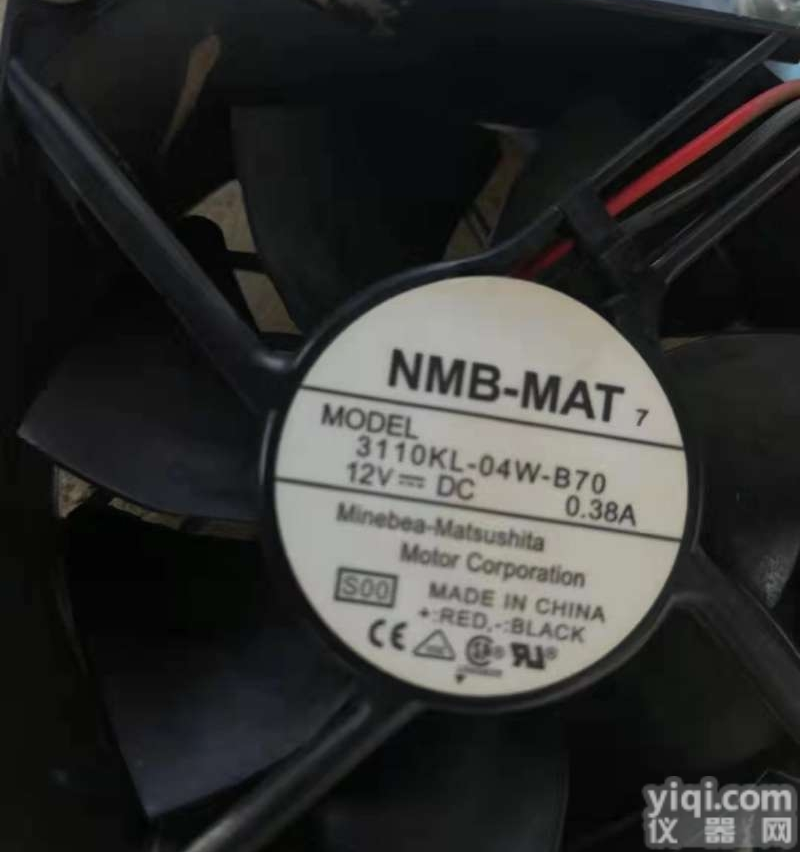 NMB-MAT 7
MODEL
3110KL-04W-B70
12V⎓DC 0.38A
Minebea-Matsushita
Motor Corporation
S00 MADE IN CHINA
+:RED,-:BLACK
CE
yiqi.com
仪器网